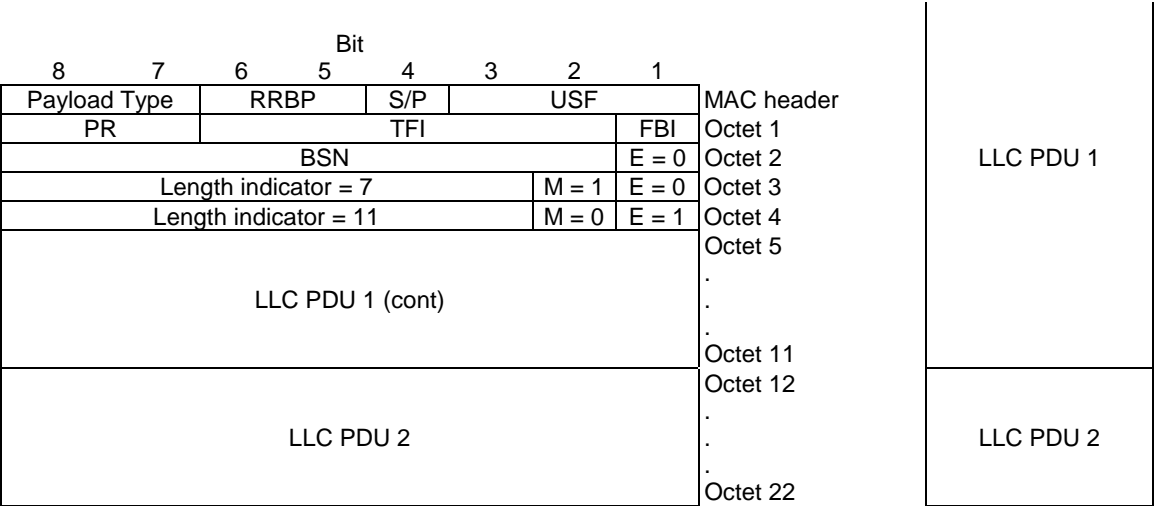 Bit
8 7 6 5 4 3 2 1
Payload Type RRBP S/P USF MAC header
PR TFI FBI Octet 1
BSN E = 0 Octet 2
Length indicator = 7 M = 1 E = 0 Octet 3
Length indicator = 11 M = 0 E = 1 Octet 4
Octet 5
.
.
.
Octet 11
LLC PDU 1 (cont)
LLC PDU 1
Octet 12
.
.
.
Octet 22
LLC PDU 2
LLC PDU 2